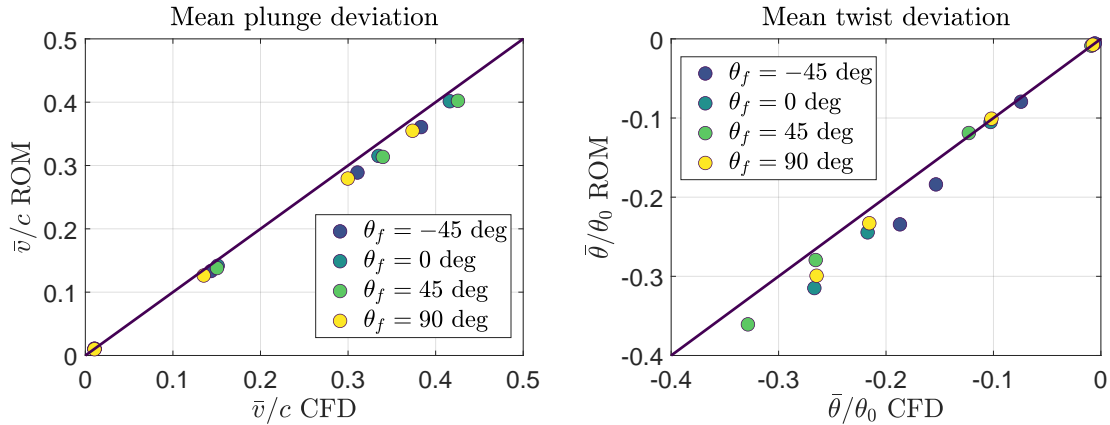 Mean plunge deviation
0.5
0.4
0.3
0.2
0.1
0
v̄/c ROM
θ_f = −45 deg
θ_f = 0 deg
θ_f = 45 deg
θ_f = 90 deg
0 0.1 0.2 0.3 0.4 0.5
v̄/c CFD
Mean twist deviation
0
-0.1
-0.2
-0.3
-0.4
θ̄/θ₀ ROM
θ_f = −45 deg
θ_f = 0 deg
θ_f = 45 deg
θ_f = 90 deg
-0.4 -0.3 -0.2 -0.1 0
θ̄/θ₀ CFD